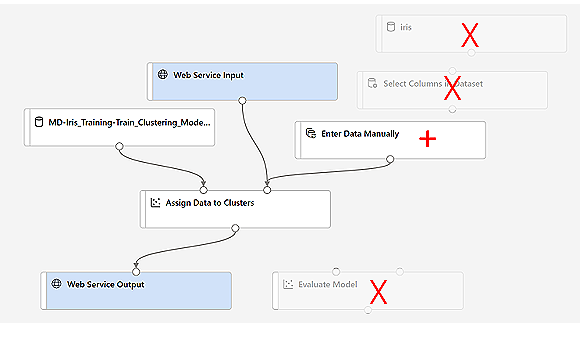 iris
Web Service Input
Select Columns in Dataset
MD-Iris_Training-Train_Clustering_Mode...
Enter Data Manually
Assign Data to Clusters
Web Service Output
Evaluate Model